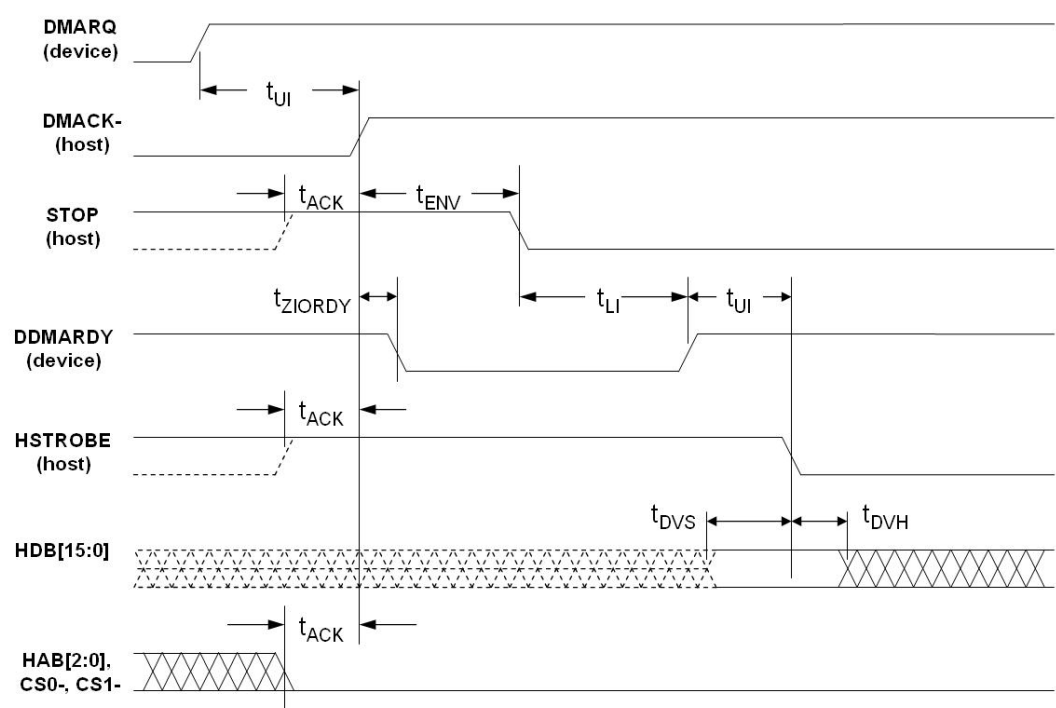 DMARQ
(device)
tUI
DMACK-
(host)
tACK
tENV
STOP
(host)
tZIORDY
tLI
tUI
DDMARDY
(device)
tACK
HSTROBE
(host)
tDVS
tDVH
HDB[15:0]
tACK
HAB[2:0],
CS0-, CS1-